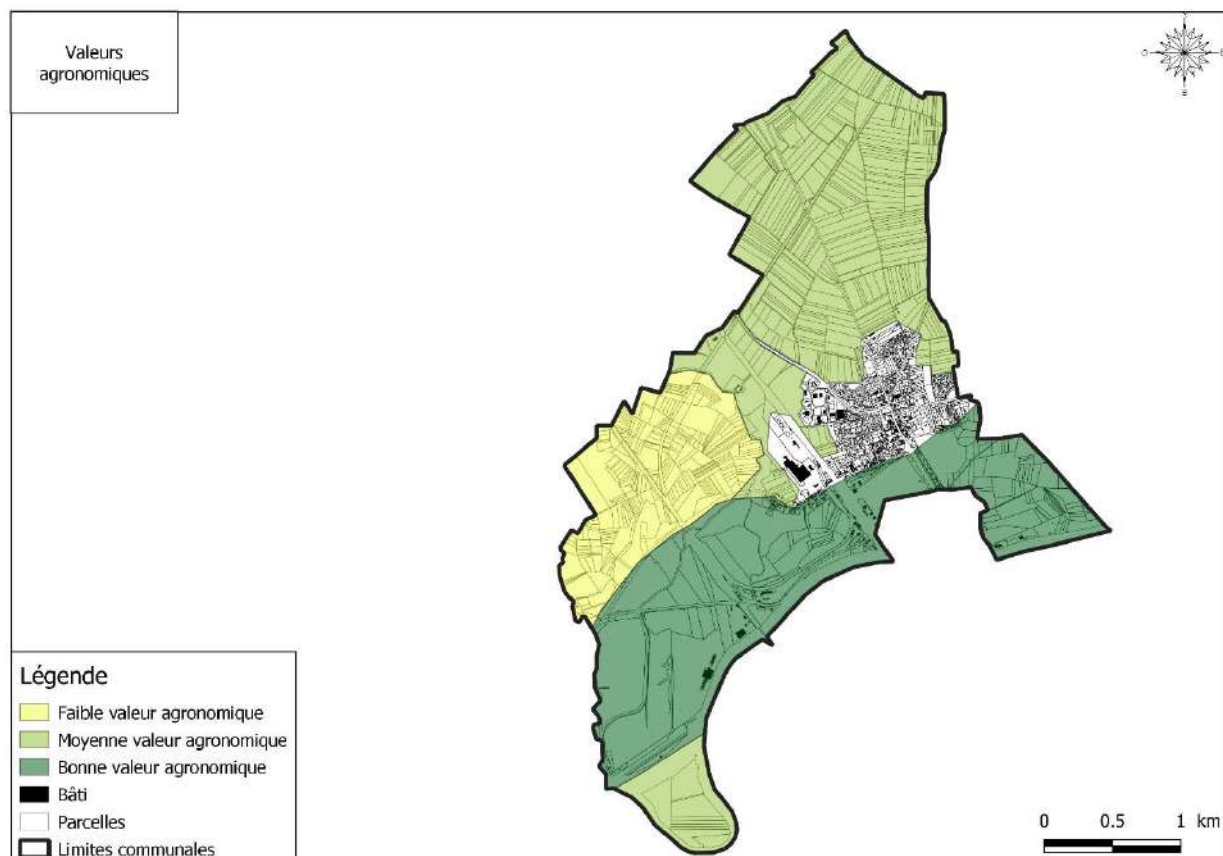 Valeurs
agronomiques
Légende
Faible valeur agronomique
Moyenne valeur agronomique
Bonne valeur agronomique
Bâti
Parcelles
Limites communales
0 0.5 1 km